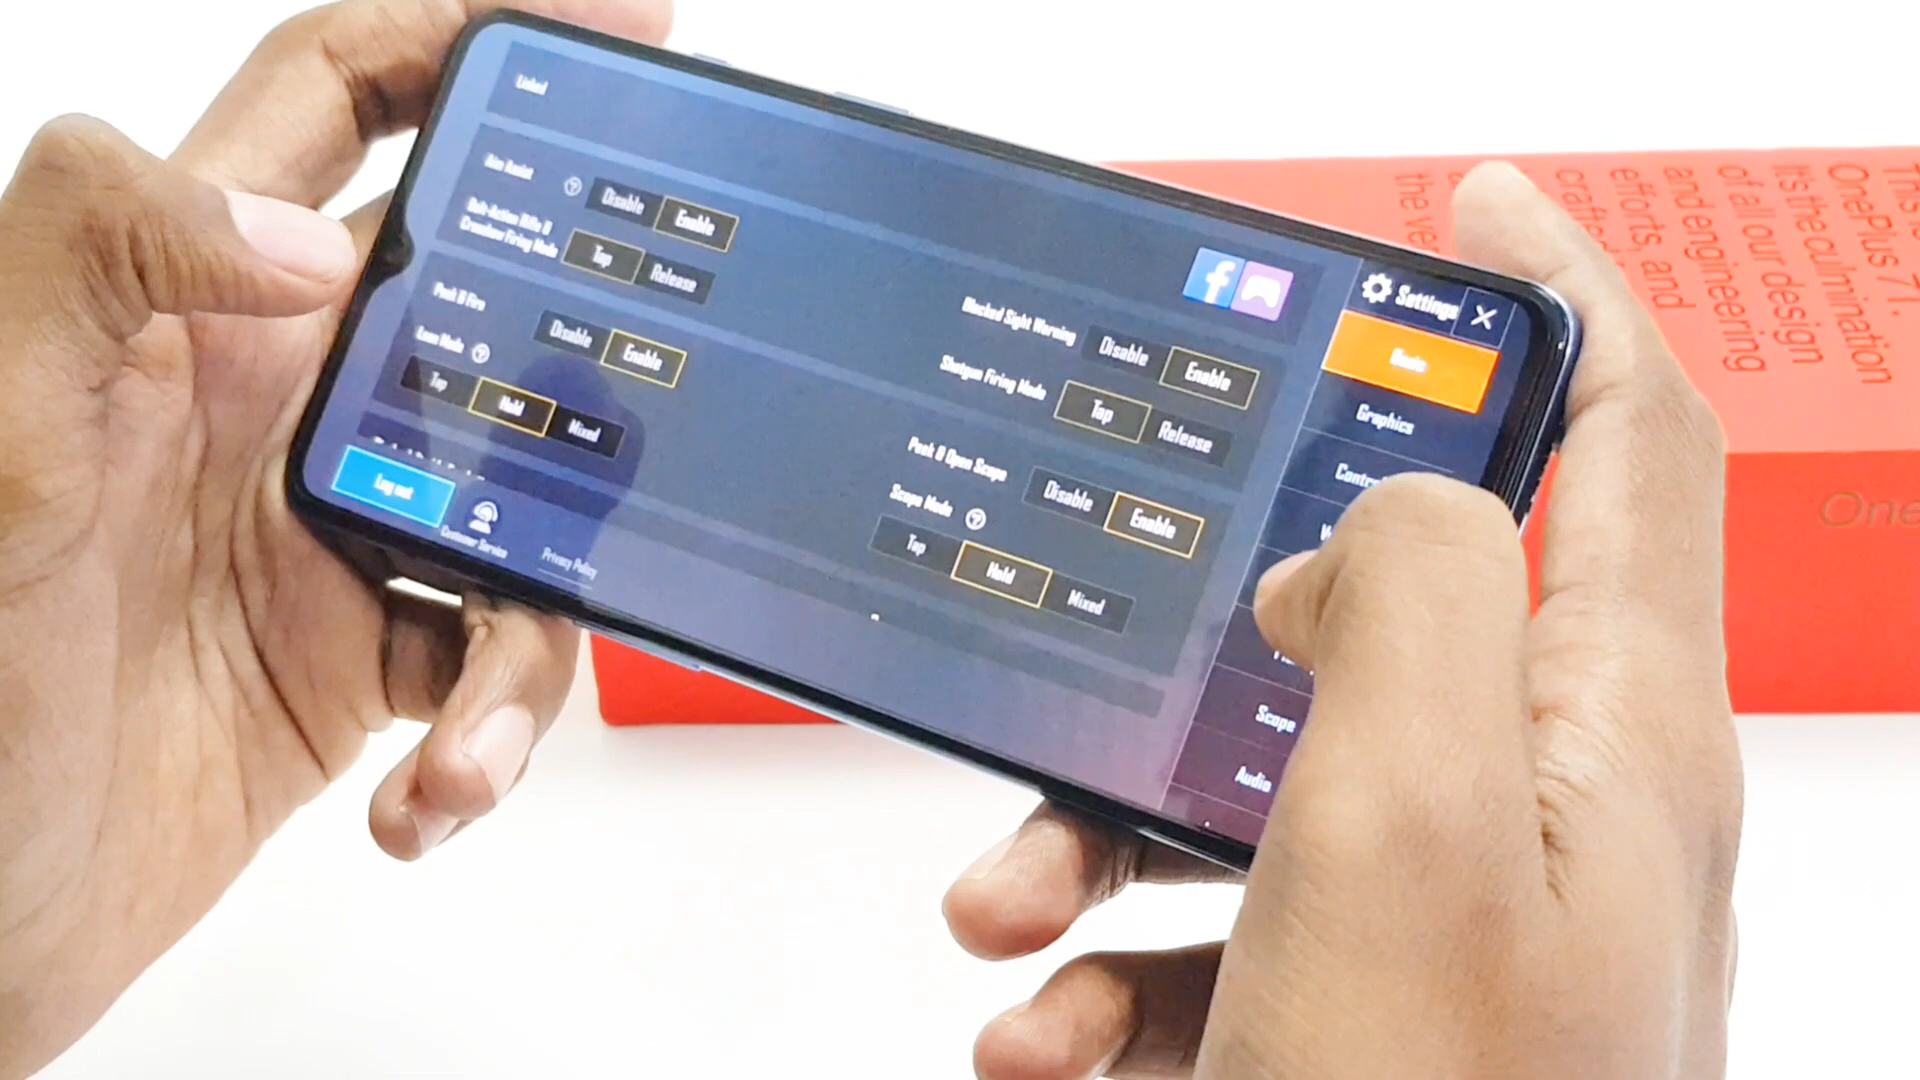 Linked
Aim Assist
Disable
Enable
Blocked Sight Warning
Disable
Enable
Bolt-Action Rifle &
Crossbow Firing Mode
Tap
Release
Shotgun Firing Mode
Tap
Release
Peek & Fire
Disable
Enable
Peek & Open Scope
Disable
Enable
Lean Mode
Tap
Hold
Mixed
Scope Mode
Tap
Hold
Mixed
Log out
Customer Service
Privacy Policy
Settings
Basic
Graphics
Scope
Audio
OnePlus 7T.
It's the culmination
of all our design
and engineering
efforts, and
the
One